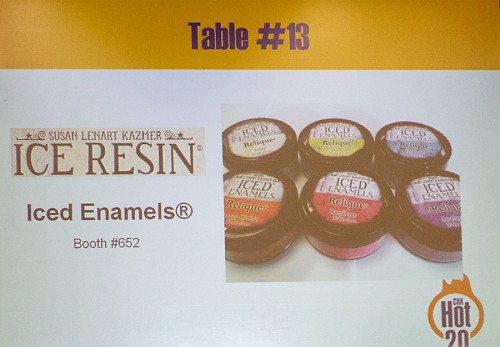 Table #13
SUSAN LENART KAZMER
ICE RESIN®
Iced Enamels®
Booth #652
ICED
ENAMELS
Relique
ICED
ENAMELS
Relique
ICED
ENAMELS
Relique
ICED
ENAMELS
Relique
ICED
ENAMELS
Relique
ICED
ENAMELS
Relique
CHA
Hot
20